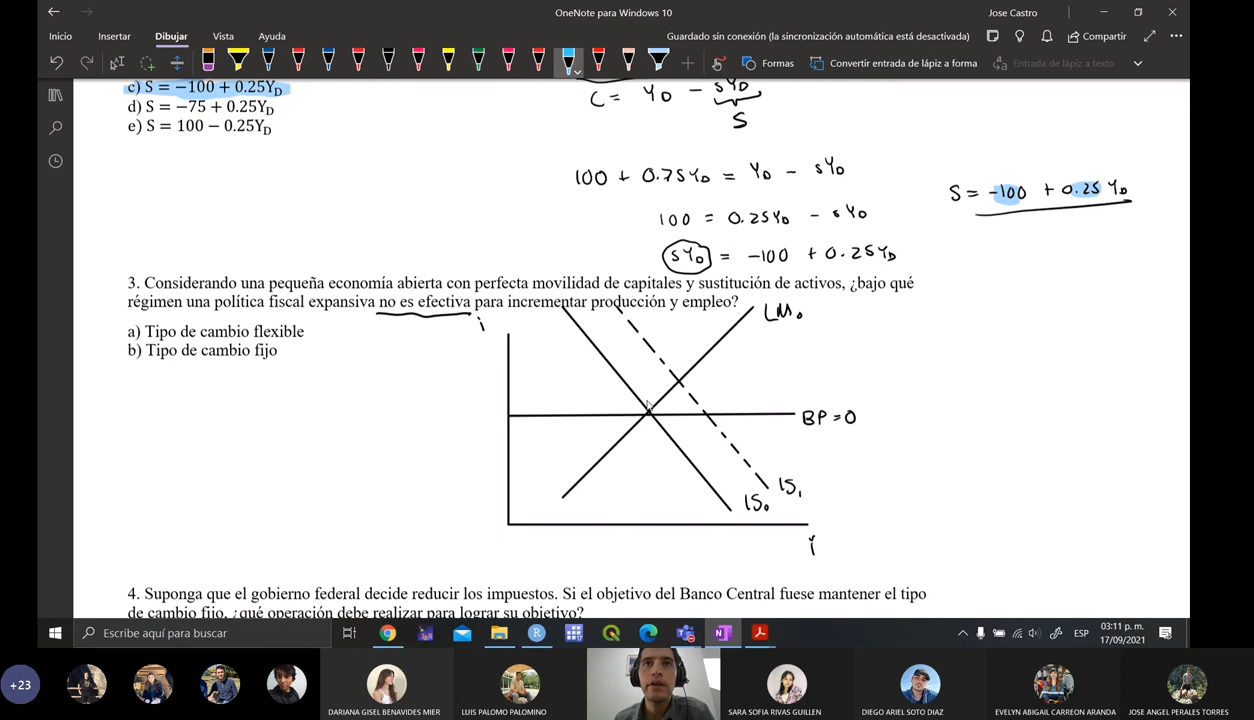 OneNote para Windows 10
Jose Castro
Inicio Insertar Dibujar Vista Ayuda
Guardado sin conexión (la sincronización automática está desactivada)
Compartir
Formas
Convertir entrada de lápiz a forma
Entrada de lápiz a texto
c) S = −100 + 0.25Y_D
d) S = −75 + 0.25Y_D
e) S = 100 − 0.25Y_D
C = Y_D − sY_D
S
100 + 0.75Y_D = Y_D − sY_D
100 = 0.25Y_D − sY_D
sY_D = −100 + 0.25Y_D
S = −100 + 0.25 Y_D
3. Considerando una pequeña economía abierta con perfecta movilidad de capitales y sustitución de activos, ¿bajo qué
régimen una política fiscal expansiva no es efectiva para incrementar producción y empleo?
a) Tipo de cambio flexible
b) Tipo de cambio fijo
i
LM₀
BP = 0
IS₁
IS₀
i
4. Suponga que el gobierno federal decide reducir los impuestos. Si el objetivo del Banco Central fuese mantener el tipo
de cambio fijo, ¿qué operación debe realizar para lograr su objetivo?
Escribe aquí para buscar
ESP
03:11 p. m.
17/09/2021
+23
DARIANA GISEL BENAVIDES MIER
LUIS PALOMO PALOMINO
SARA SOFIA RIVAS GUILLEN
DIEGO ARIEL SOTO DIAZ
EVELYN ABIGAIL CARREON ARANDA
JOSE ANGEL PERALES TORRES